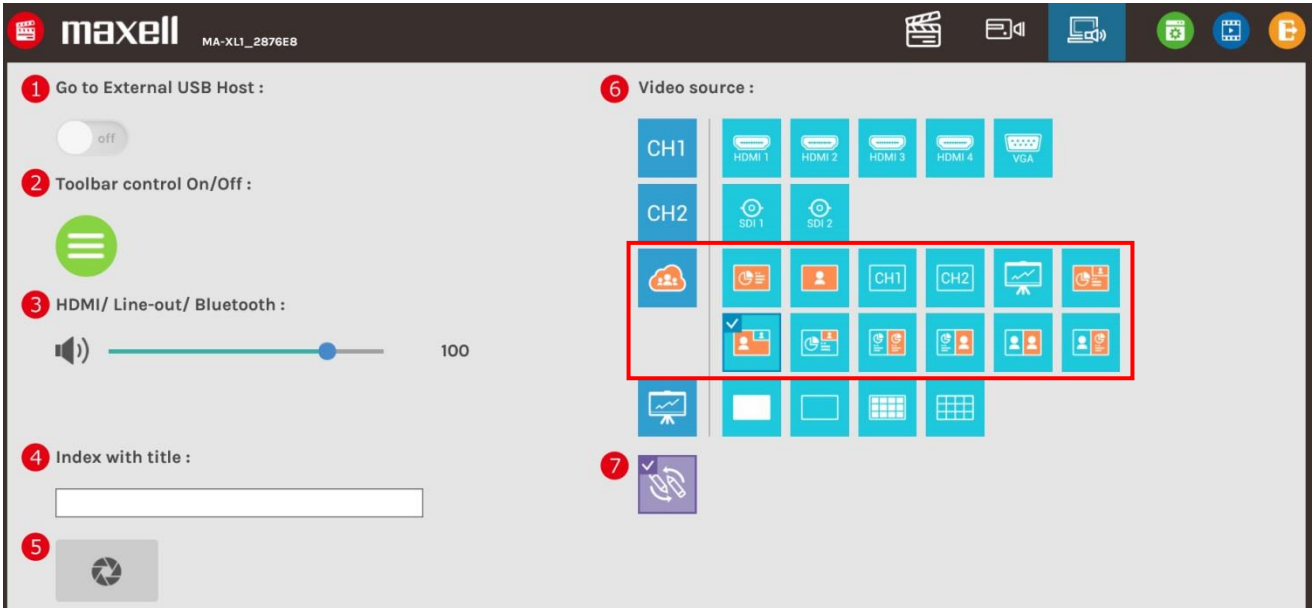 maxell MA-XL1_2876E8
1 Go to External USB Host :
off
2 Toolbar control On/Off :
3 HDMI/ Line-out/ Bluetooth :
100
4 Index with title :
5
6 Video source :
CH1 HDMI 1 HDMI 2 HDMI 3 HDMI 4 VGA
CH2 SDI 1 SDI 2
CH1 CH2
7